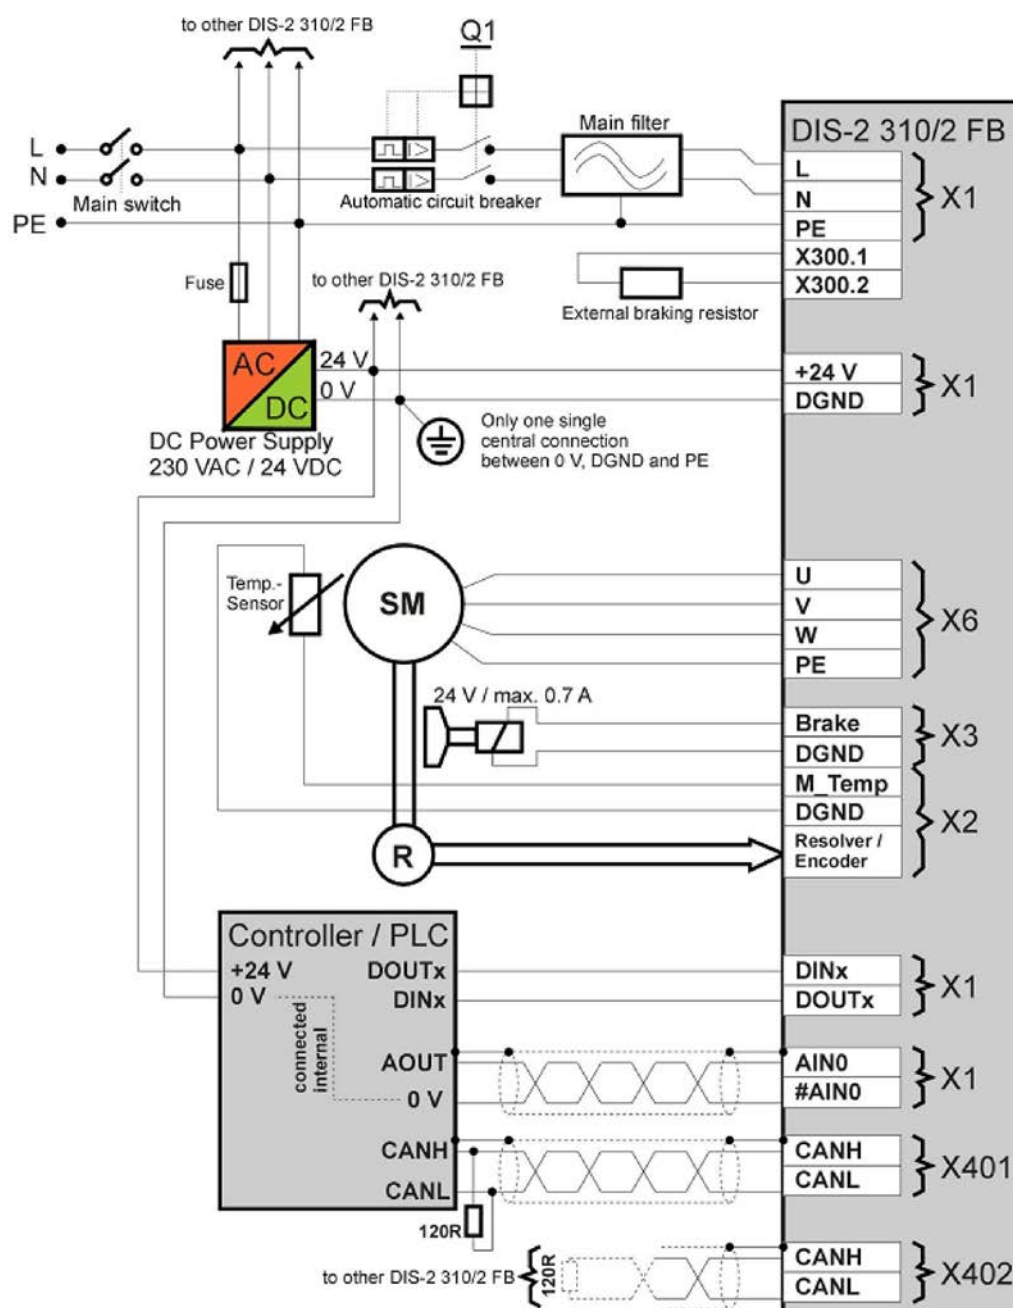 to other DIS-2 310/2 FB
Q1
Main filter
DIS-2 310/2 FB
L
N
Main switch
Automatic circuit breaker
PE
L
N
PE
X1
X300.1
X300.2
External braking resistor
Fuse
to other DIS-2 310/2 FB
AC
DC
24 V
0 V
+24 V
DGND
X1
DC Power Supply
230 VAC / 24 VDC
Only one single
central connection
between 0 V, DGND and PE
Temp.-
Sensor
SM
U
V
W
PE
X6
24 V / max. 0.7 A
Brake
DGND
X3
M_Temp
DGND
Resolver /
Encoder
X2
R
Controller / PLC
+24 V
0 V
connected
internal
DOUTx
DINx
DINx
DOUTx
X1
AOUT
0 V
AIN0
#AIN0
X1
CANH
CANL
120R
CANH
CANL
X401
to other DIS-2 310/2 FB
120R
CANH
CANL
X402